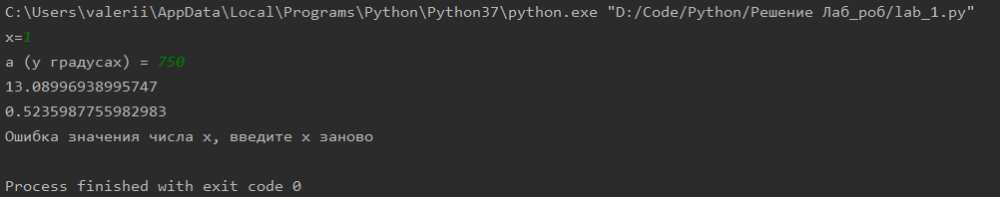 C:\Users\valerii\AppData\Local\Programs\Python\Python37\python.exe "D:/Code/Python/Решение Лаб_роб/lab_1.py"
x=1
a (у градусах) = 750
13.08996938995747
0.5235987755982983
Ошибка значения числа x, введите x заново
Process finished with exit code 0